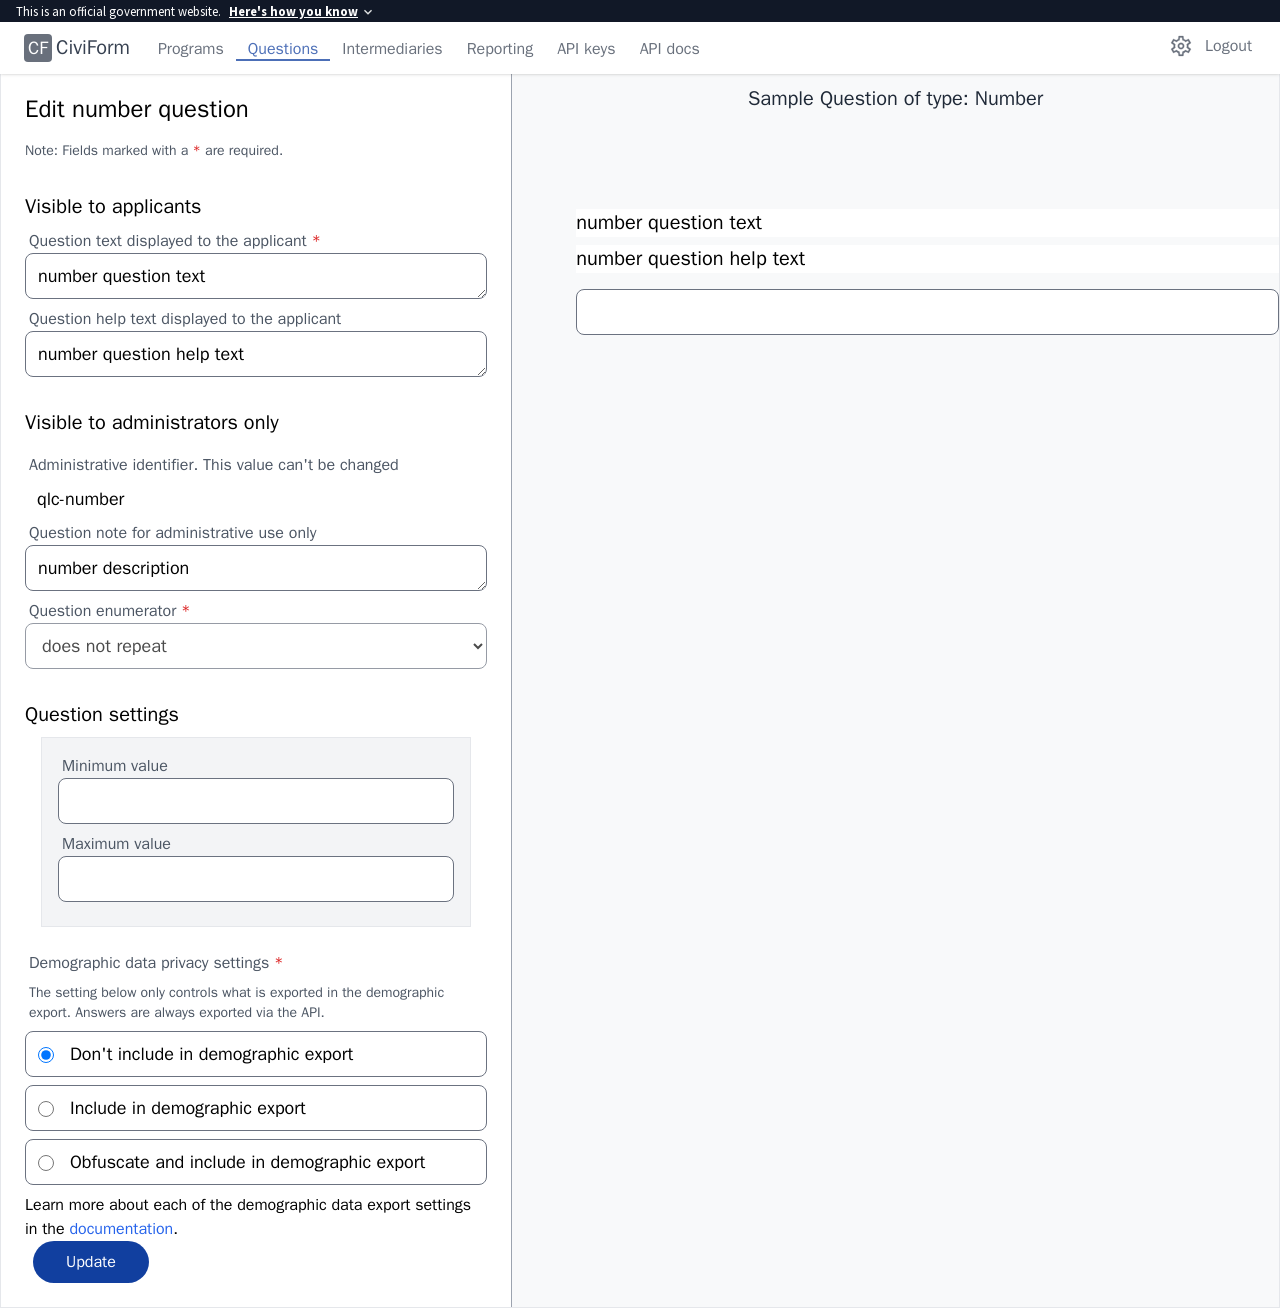 This is an official government website. Here's how you know
CF CiviForm Programs Questions Intermediaries Reporting API keys API docs Logout
Edit number question
Note: Fields marked with a * are required.
Visible to applicants
Question text displayed to the applicant *
number question text
Question help text displayed to the applicant
number question help text
Visible to administrators only
Administrative identifier. This value can't be changed
qlc-number
Question note for administrative use only
number description
Question enumerator *
does not repeat
Question settings
Minimum value
Maximum value
Demographic data privacy settings *
The setting below only controls what is exported in the demographic
export. Answers are always exported via the API.
Don't include in demographic export
Include in demographic export
Obfuscate and include in demographic export
Learn more about each of the demographic data export settings
in the documentation.
Update
Sample Question of type: Number
number question text
number question help text